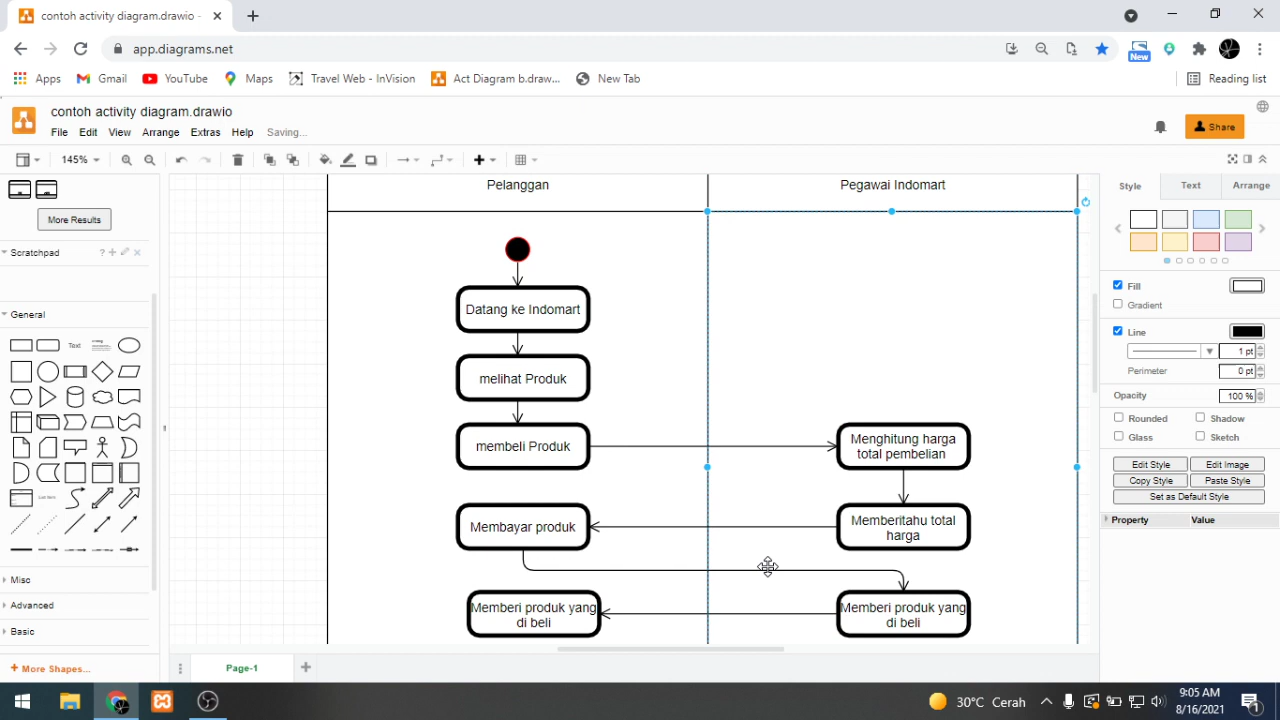 contoh activity diagram.drawio -
app.diagrams.net
New
Apps
Gmail
YouTube
Maps
Travel Web - InVision
Act Diagram b.draw...
New Tab
Reading list
contoh activity diagram.drawio
File Edit View Arrange Extras Help Saving...
Share
145%
Pelanggan
Pegawai Indomart
Style
Text
Arrange
More Results
Scratchpad
?
General
Text
List Item
Datang ke Indomart
melihat Produk
membeli Produk
Menghitung harga
total pembelian
Membayar produk
Memberitahu total
harga
Memberi produk yang
di beli
Memberi produk yang
di beli
Fill
Gradient
Line
1 pt
Perimeter
0 pt
Opacity
100 %
Rounded
Shadow
Glass
Sketch
Edit Style
Edit Image
Copy Style
Paste Style
Set as Default Style
Property
Value
Misc
Advanced
Basic
+ More Shapes...
Page-1
30°C Cerah
9:05 AM
8/16/2021
1